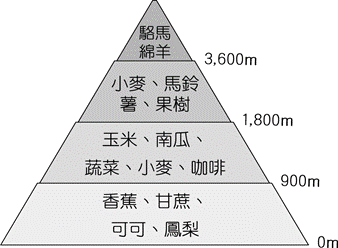 駱馬
綿羊
3,600m
小麥、馬鈴
薯、果樹
1,800m
玉米、南瓜、
蔬菜、小麥、咖啡
900m
香蕉、甘蔗、
可可、鳳梨
0m